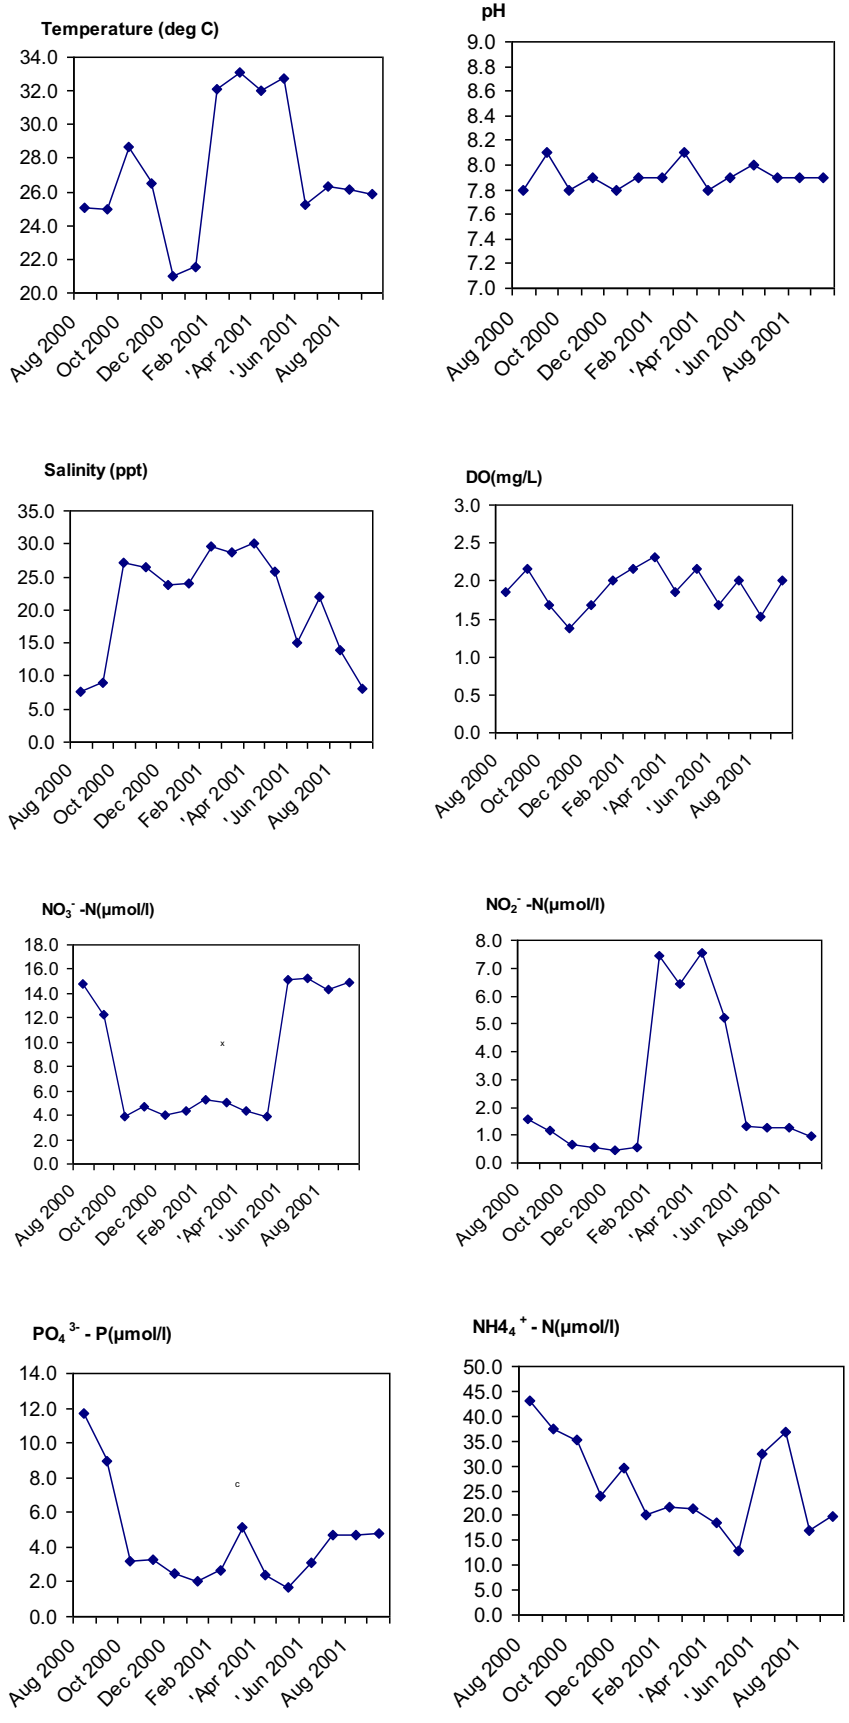 Temperature (deg C)
34.0
32.0
30.0
28.0
26.0
24.0
22.0
20.0
Aug 2000
Oct 2000
Dec 2000
Feb 2001
'Apr 2001
'Jun 2001
Aug 2001
pH
9.0
8.8
8.6
8.4
8.2
8.0
7.8
7.6
7.4
7.2
7.0
Aug 2000
Oct 2000
Dec 2000
Feb 2001
'Apr 2001
'Jun 2001
Aug 2001
Salinity (ppt)
35.0
30.0
25.0
20.0
15.0
10.0
5.0
0.0
Aug 2000
Oct 2000
Dec 2000
Feb 2001
'Apr 2001
'Jun 2001
Aug 2001
DO(mg/L)
3.0
2.5
2.0
1.5
1.0
0.5
0.0
Aug 2000
Oct 2000
Dec 2000
Feb 2001
'Apr 2001
'Jun 2001
Aug 2001
NO₃⁻ -N(µmol/l)
18.0
16.0
14.0
12.0
10.0
8.0
6.0
4.0
2.0
0.0
x
Aug 2000
Oct 2000
Dec 2000
Feb 2001
'Apr 2001
'Jun 2001
Aug 2001
NO₂⁻ -N(µmol/l)
8.0
7.0
6.0
5.0
4.0
3.0
2.0
1.0
0.0
Aug 2000
Oct 2000
Dec 2000
Feb 2001
'Apr 2001
'Jun 2001
Aug 2001
PO₄ ³⁻ - P(µmol/l)
14.0
12.0
10.0
8.0
6.0
4.0
2.0
0.0
c
Aug 2000
Oct 2000
Dec 2000
Feb 2001
'Apr 2001
'Jun 2001
Aug 2001
NH4₄ ⁺ - N(µmol/l)
50.0
45.0
40.0
35.0
30.0
25.0
20.0
15.0
10.0
5.0
0.0
Aug 2000
Oct 2000
Dec 2000
Feb 2001
'Apr 2001
'Jun 2001
Aug 2001